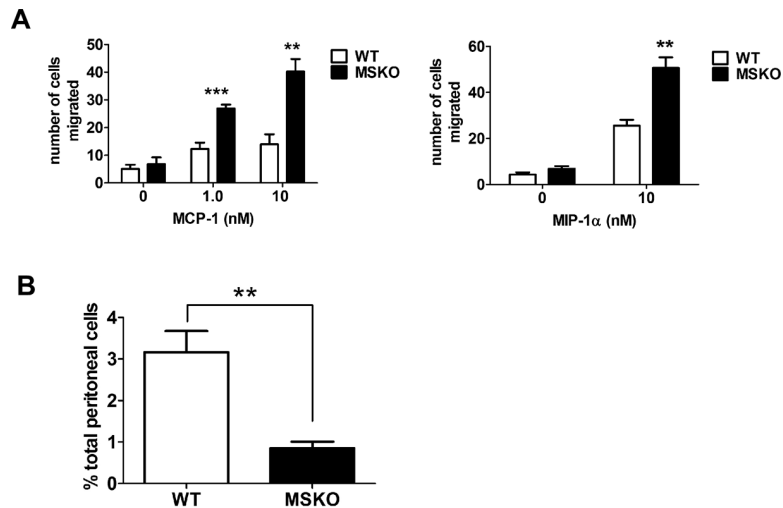 A
number of cells
migrated
50
40
30
20
10
0
***
**
WT
MSKO
0 1.0 10
MCP-1 (nM)
number of cells
migrated
60
40
20
0
**
WT
MSKO
0 10
MIP-1α (nM)
B
% total peritoneal cells
4
3
2
1
0
**
WT MSKO